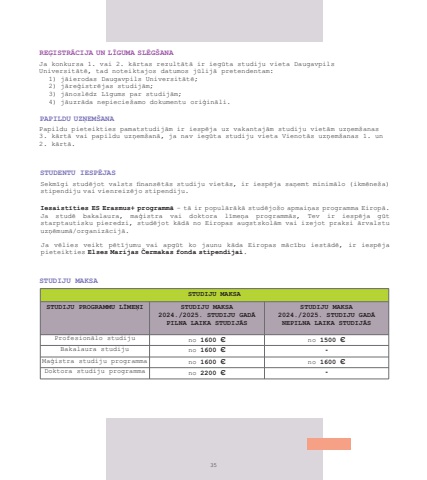 REĢISTRĀCIJA UN LĪGUMA SLĒGŠANA
Ja konkursa 1. vai 2. kārtas rezultātā ir iegūta studiju vieta Daugavpils
Universitātē, tad noteiktajos datumos jūlijā pretendentam:
1) jāierodas Daugavpils Universitātē;
2) jāreģistrējas studijām;
3) jānoslēdz Līgums par studijām;
4) jāuzrāda nepieciešamo dokumentu oriģināli.
PAPILDU UZŅEMŠANA
Papildu pieteikties pamatstudijām ir iespēja uz vakantajām studiju vietām uzņemšanas
3. kārtā vai papildu uzņemšanā, ja nav iegūta studiju vieta Vienotās uzņemšanas 1. un
2. kārtā.
STUDENTU IESPĒJAS
Sekmīgi studējot valsts finansētās studiju vietās, ir iespēja saņemt minimālo (ikmēneša)
stipendiju vai vienreizējo stipendiju.
Iesaistīties ES Erasmus+ programmā – tā ir populārākā studējošo apmaiņas programma Eiropā.
Ja studē bakalaura, maģistra vai doktora līmeņa programmās, Tev ir iespēja gūt
starptautisku pieredzi, studējot kādā no Eiropas augstskolām vai izejot praksi ārvalstu
uzņēmumā/organizācijā.
Ja vēlies veikt pētījumu vai apgūt ko jaunu kāda Eiropas mācību iestādē, ir iespēja
pieteikties Elses Marijas Čermakas fonda stipendijai.
STUDIJU MAKSA
STUDIJU MAKSA
STUDIJU PROGRAMMU LĪMEŅI
STUDIJU MAKSA
2024./2025. STUDIJU GADĀ
PILNA LAIKA STUDIJĀS
STUDIJU MAKSA
2024./2025. STUDIJU GADĀ
NEPILNA LAIKA STUDIJĀS
Profesionālo studiju no 1600 € no 1500 €
Bakalaura studiju no 1600 € -
Maģistra studiju programma no 1600 € no 1600 €
Doktora studiju programma no 2200 € -
35